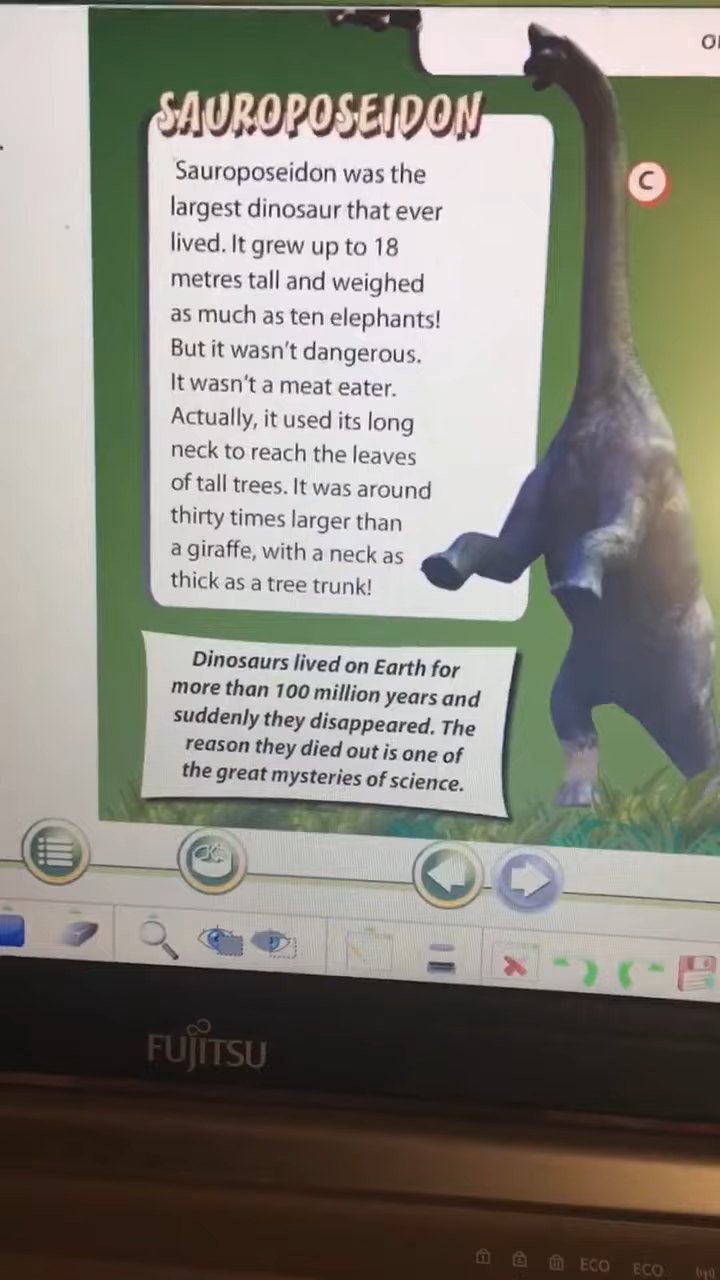 SAUROPOSEIDON
Sauroposeidon was the
largest dinosaur that ever
lived. It grew up to 18
metres tall and weighed
as much as ten elephants!
But it wasn't dangerous.
It wasn't a meat eater.
Actually, it used its long
neck to reach the leaves
of tall trees. It was around
thirty times larger than
a giraffe, with a neck as
thick as a tree trunk!
C
Dinosaurs lived on Earth for
more than 100 million years and
suddenly they disappeared. The
reason they died out is one of
the great mysteries of science.
FUJITSU
ECO
ECO